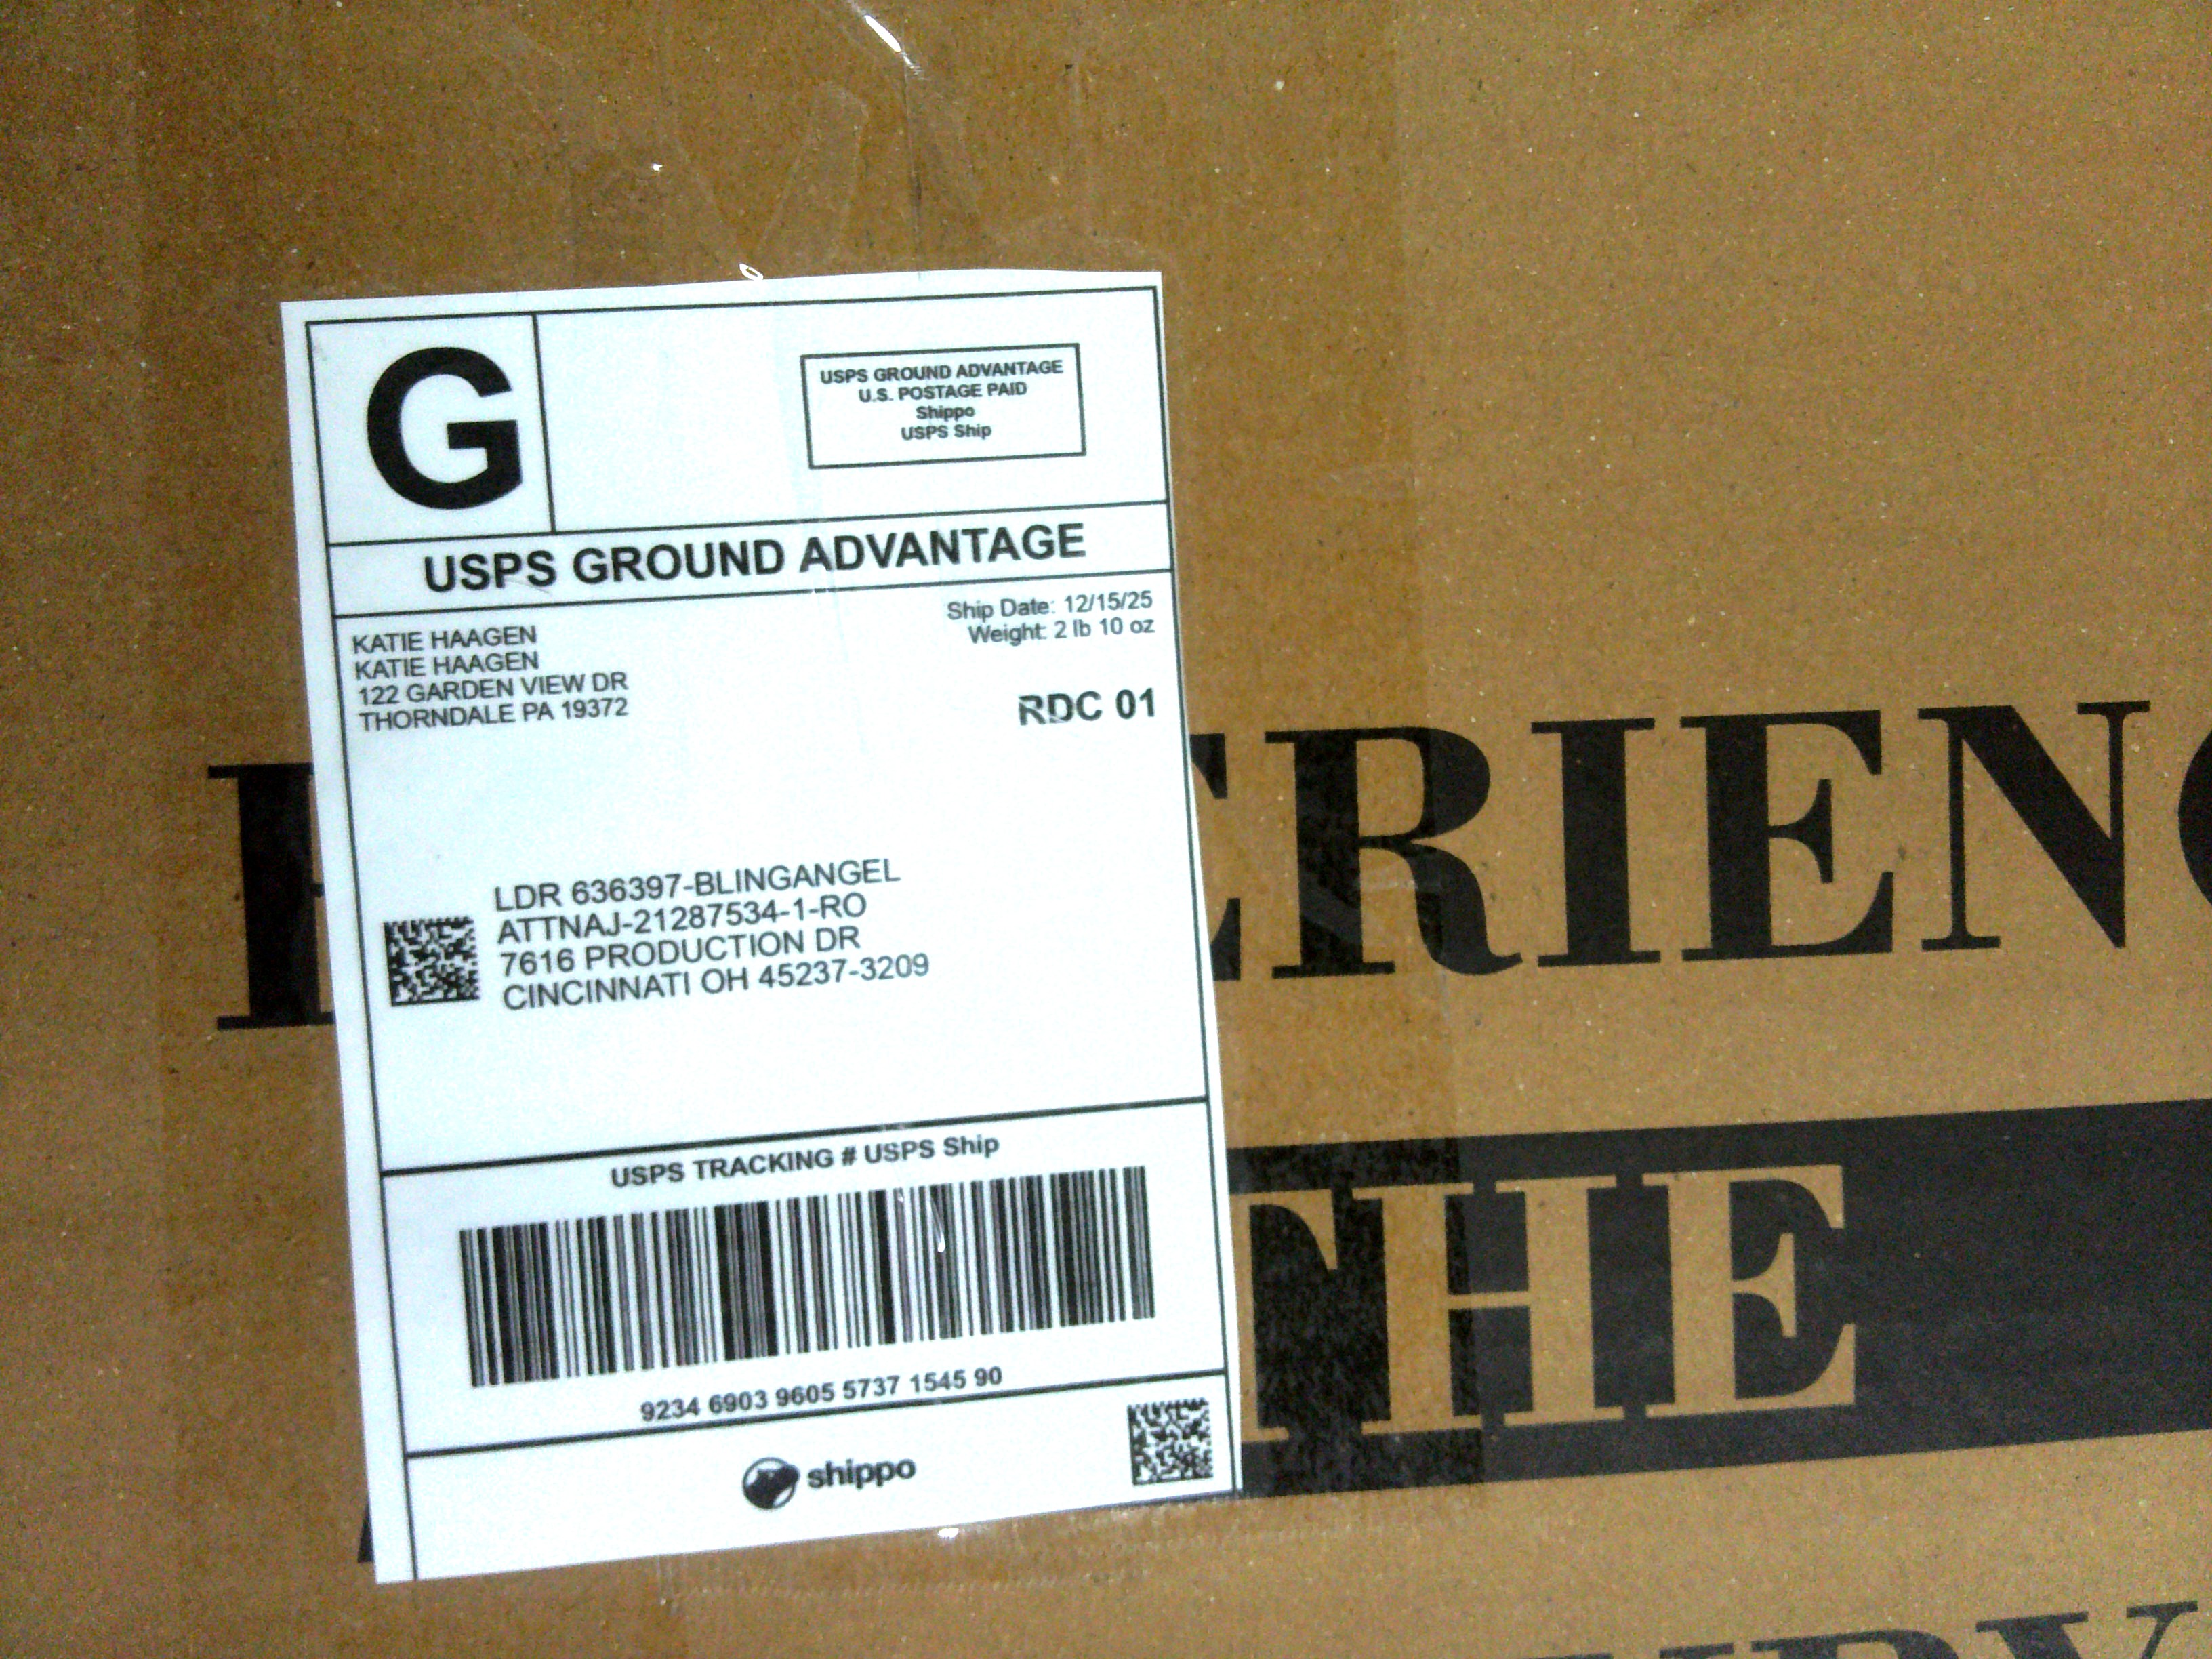 G
USPS GROUND ADVANTAGE
U.S. POSTAGE PAID
Shippo
USPS Ship
USPS GROUND ADVANTAGE
Ship Date: 12/15/25
Weight: 2 lb 10 oz
KATIE HAAGEN
KATIE HAAGEN
122 GARDEN VIEW DR
THORNDALE PA 19372
RDC 01
LDR 636397-BLINGANGEL
ATTNAJ-21287534-1-RO
7616 PRODUCTION DR
CINCINNATI OH 45237-3209
USPS TRACKING # USPS Ship
9234 6903 9605 5737 1545 90
shippo
ERIEN
THE